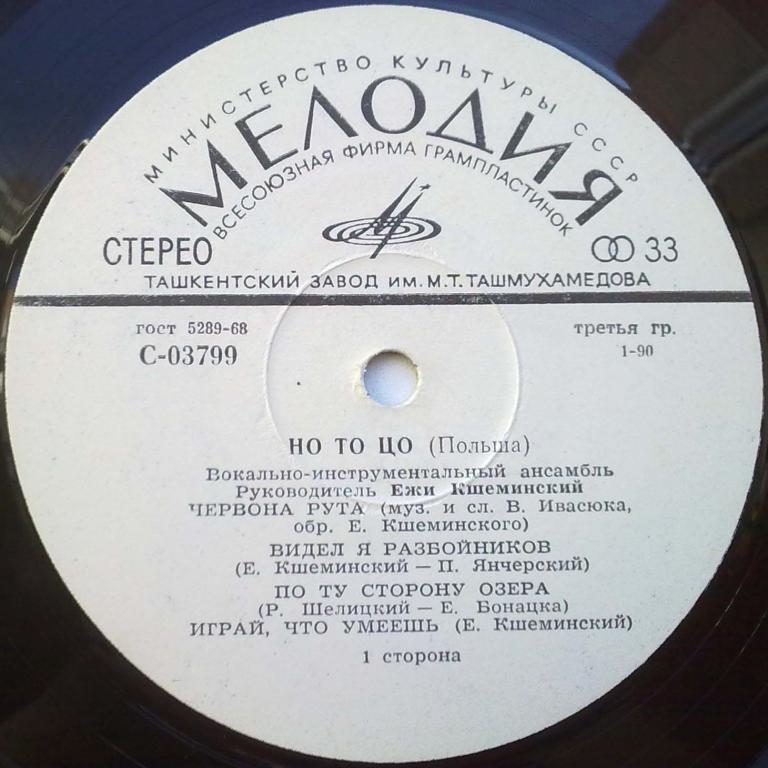 МИНИСТЕРСТВО КУЛЬТУРЫ СССР
МЕЛОДИЯ
ВСЕСОЮЗНАЯ ФИРМА ГРАМПЛАСТИНОК
СТЕРЕО 33
ТАШКЕНТСКИЙ ЗАВОД ИМ. М.Т. ТАШМУХАМЕДОВА
гост 5289-68 третья гр.
С-03799 1-90
НО ТО ЦО (Польша)
Вокально-инструментальный ансамбль
Руководитель Ежи Кшеминский
ЧЕРВОНА РУТА (муз. и сл. В. Ивасюка,
обр. Е. Кшеминского)
ВИДЕЛ Я РАЗБОЙНИКОВ
(Е. Кшеминский — П. Янчерский)
ПО ТУ СТОРОНУ ОЗЕРА
(Р. Шелицкий — Е. Бонацка)
ИГРАЙ, ЧТО УМЕЕШЬ (Е. Кшеминский)
1 сторона